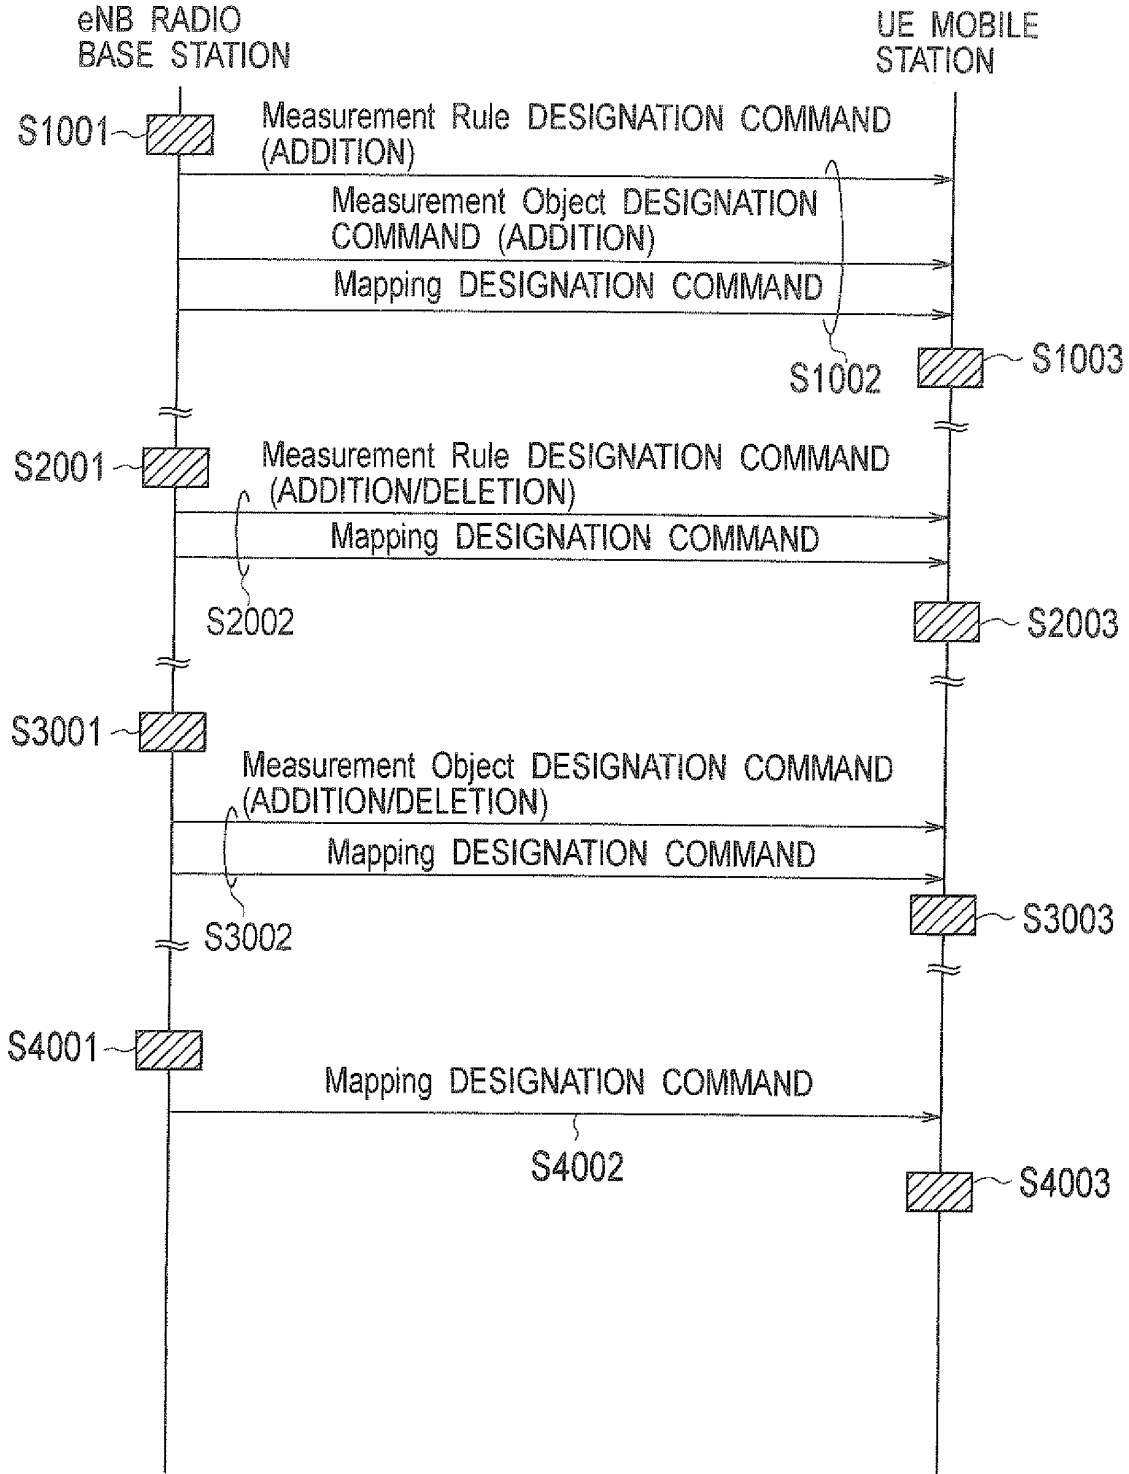 eNB RADIO
BASE STATION
UE MOBILE
STATION
S1001
Measurement Rule DESIGNATION COMMAND
(ADDITION)
Measurement Object DESIGNATION
COMMAND (ADDITION)
Mapping DESIGNATION COMMAND
S1002
S1003
S2001
Measurement Rule DESIGNATION COMMAND
(ADDITION/DELETION)
Mapping DESIGNATION COMMAND
S2002
S2003
S3001
Measurement Object DESIGNATION COMMAND
(ADDITION/DELETION)
Mapping DESIGNATION COMMAND
S3002
S3003
S4001
Mapping DESIGNATION COMMAND
S4002
S4003